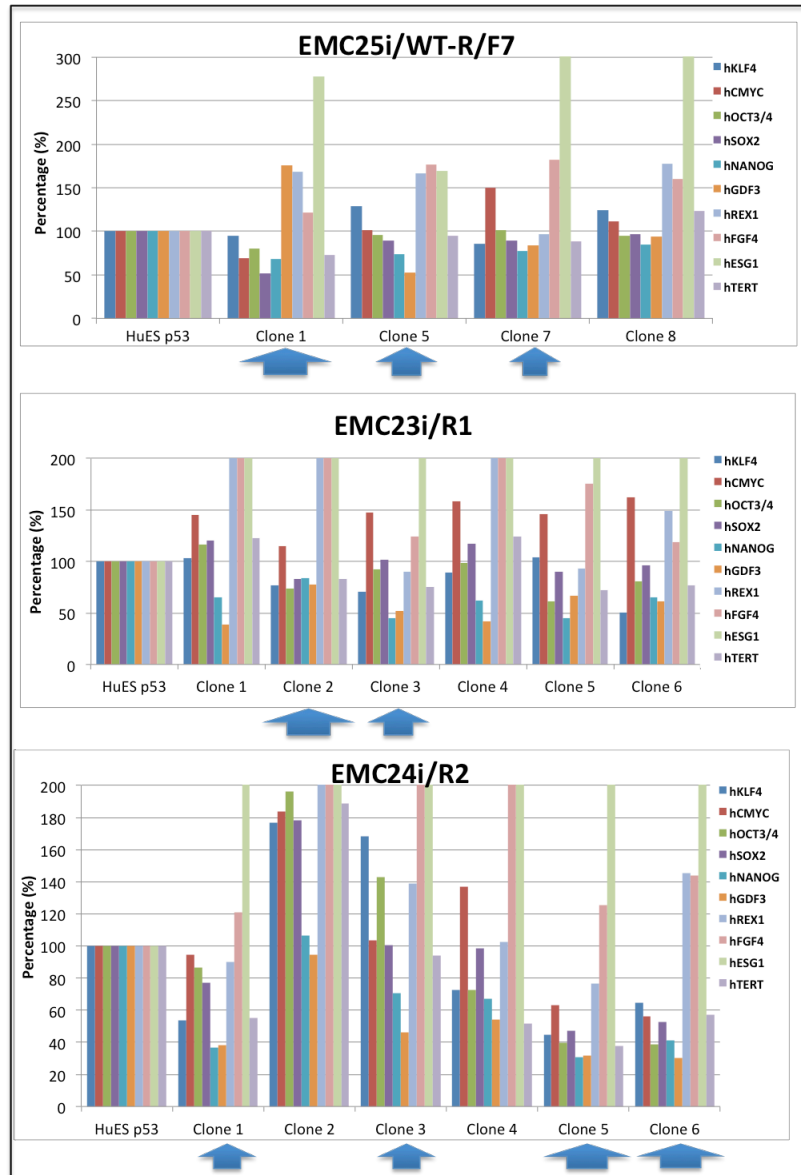 EMC25i/WT-R/F7
Percentage (%)
300
250
200
150
100
50
0
HuES p53 Clone 1 Clone 5 Clone 7 Clone 8
hKLF4
hCMYC
hOCT3/4
hSOX2
hNANOG
hGDF3
hREX1
hFGF4
hESG1
hTERT
EMC23i/R1
Percentage (%)
200
150
100
50
0
HuES p53 Clone 1 Clone 2 Clone 3 Clone 4 Clone 5 Clone 6
hKLF4
hCMYC
hOCT3/4
hSOX2
hNANOG
hGDF3
hREX1
hFGF4
hESG1
hTERT
EMC24i/R2
Percentage (%)
200
180
160
140
120
100
80
60
40
20
0
HuES p53 Clone 1 Clone 2 Clone 3 Clone 4 Clone 5 Clone 6
hKLF4
hCMYC
hOCT3/4
hSOX2
hNANOG
hGDF3
hREX1
hFGF4
hESG1
hTERT